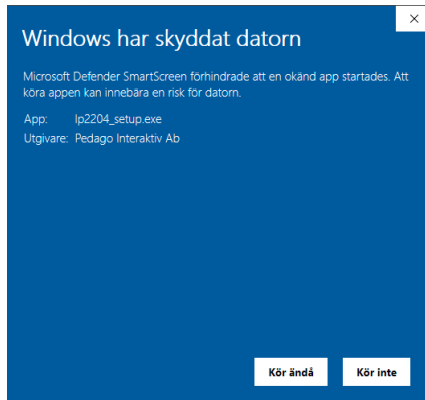 Windows har skyddat datorn
Microsoft Defender SmartScreen förhindrade att en okänd app startades. Att
köra appen kan innebära en risk för datorn.
App: lp2204_setup.exe
Utgivare: Pedago Interaktiv Ab
Kör ändå Kör inte